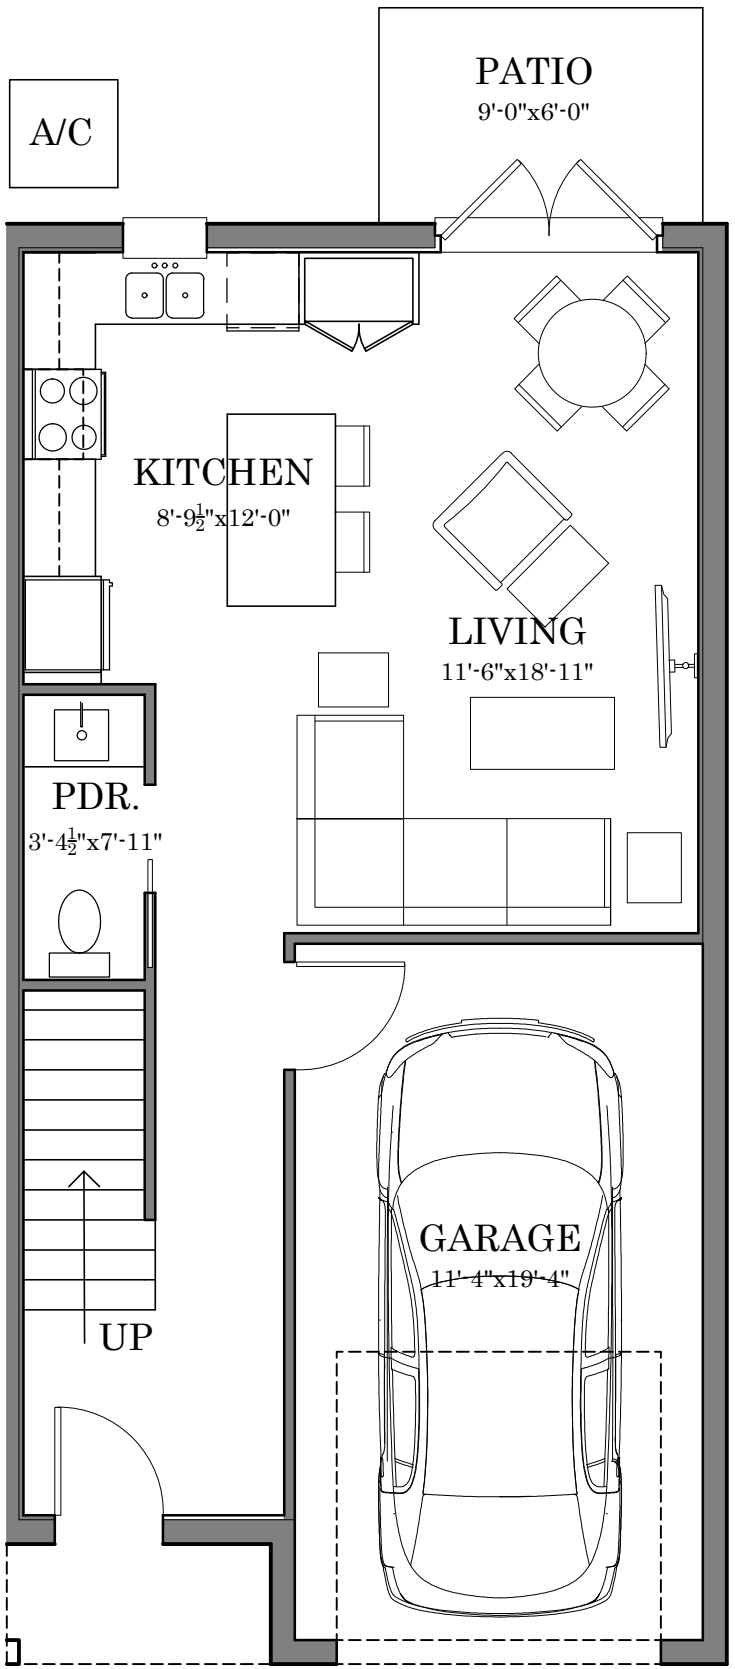 PATIO
9'-0"x6'-0"
A/C
KITCHEN
8'-9½"x12'-0"
LIVING
11'-6"x18'-11"
PDR.
3'-4½"x7'-11"
GARAGE
11'-4"x19'-4"
UP